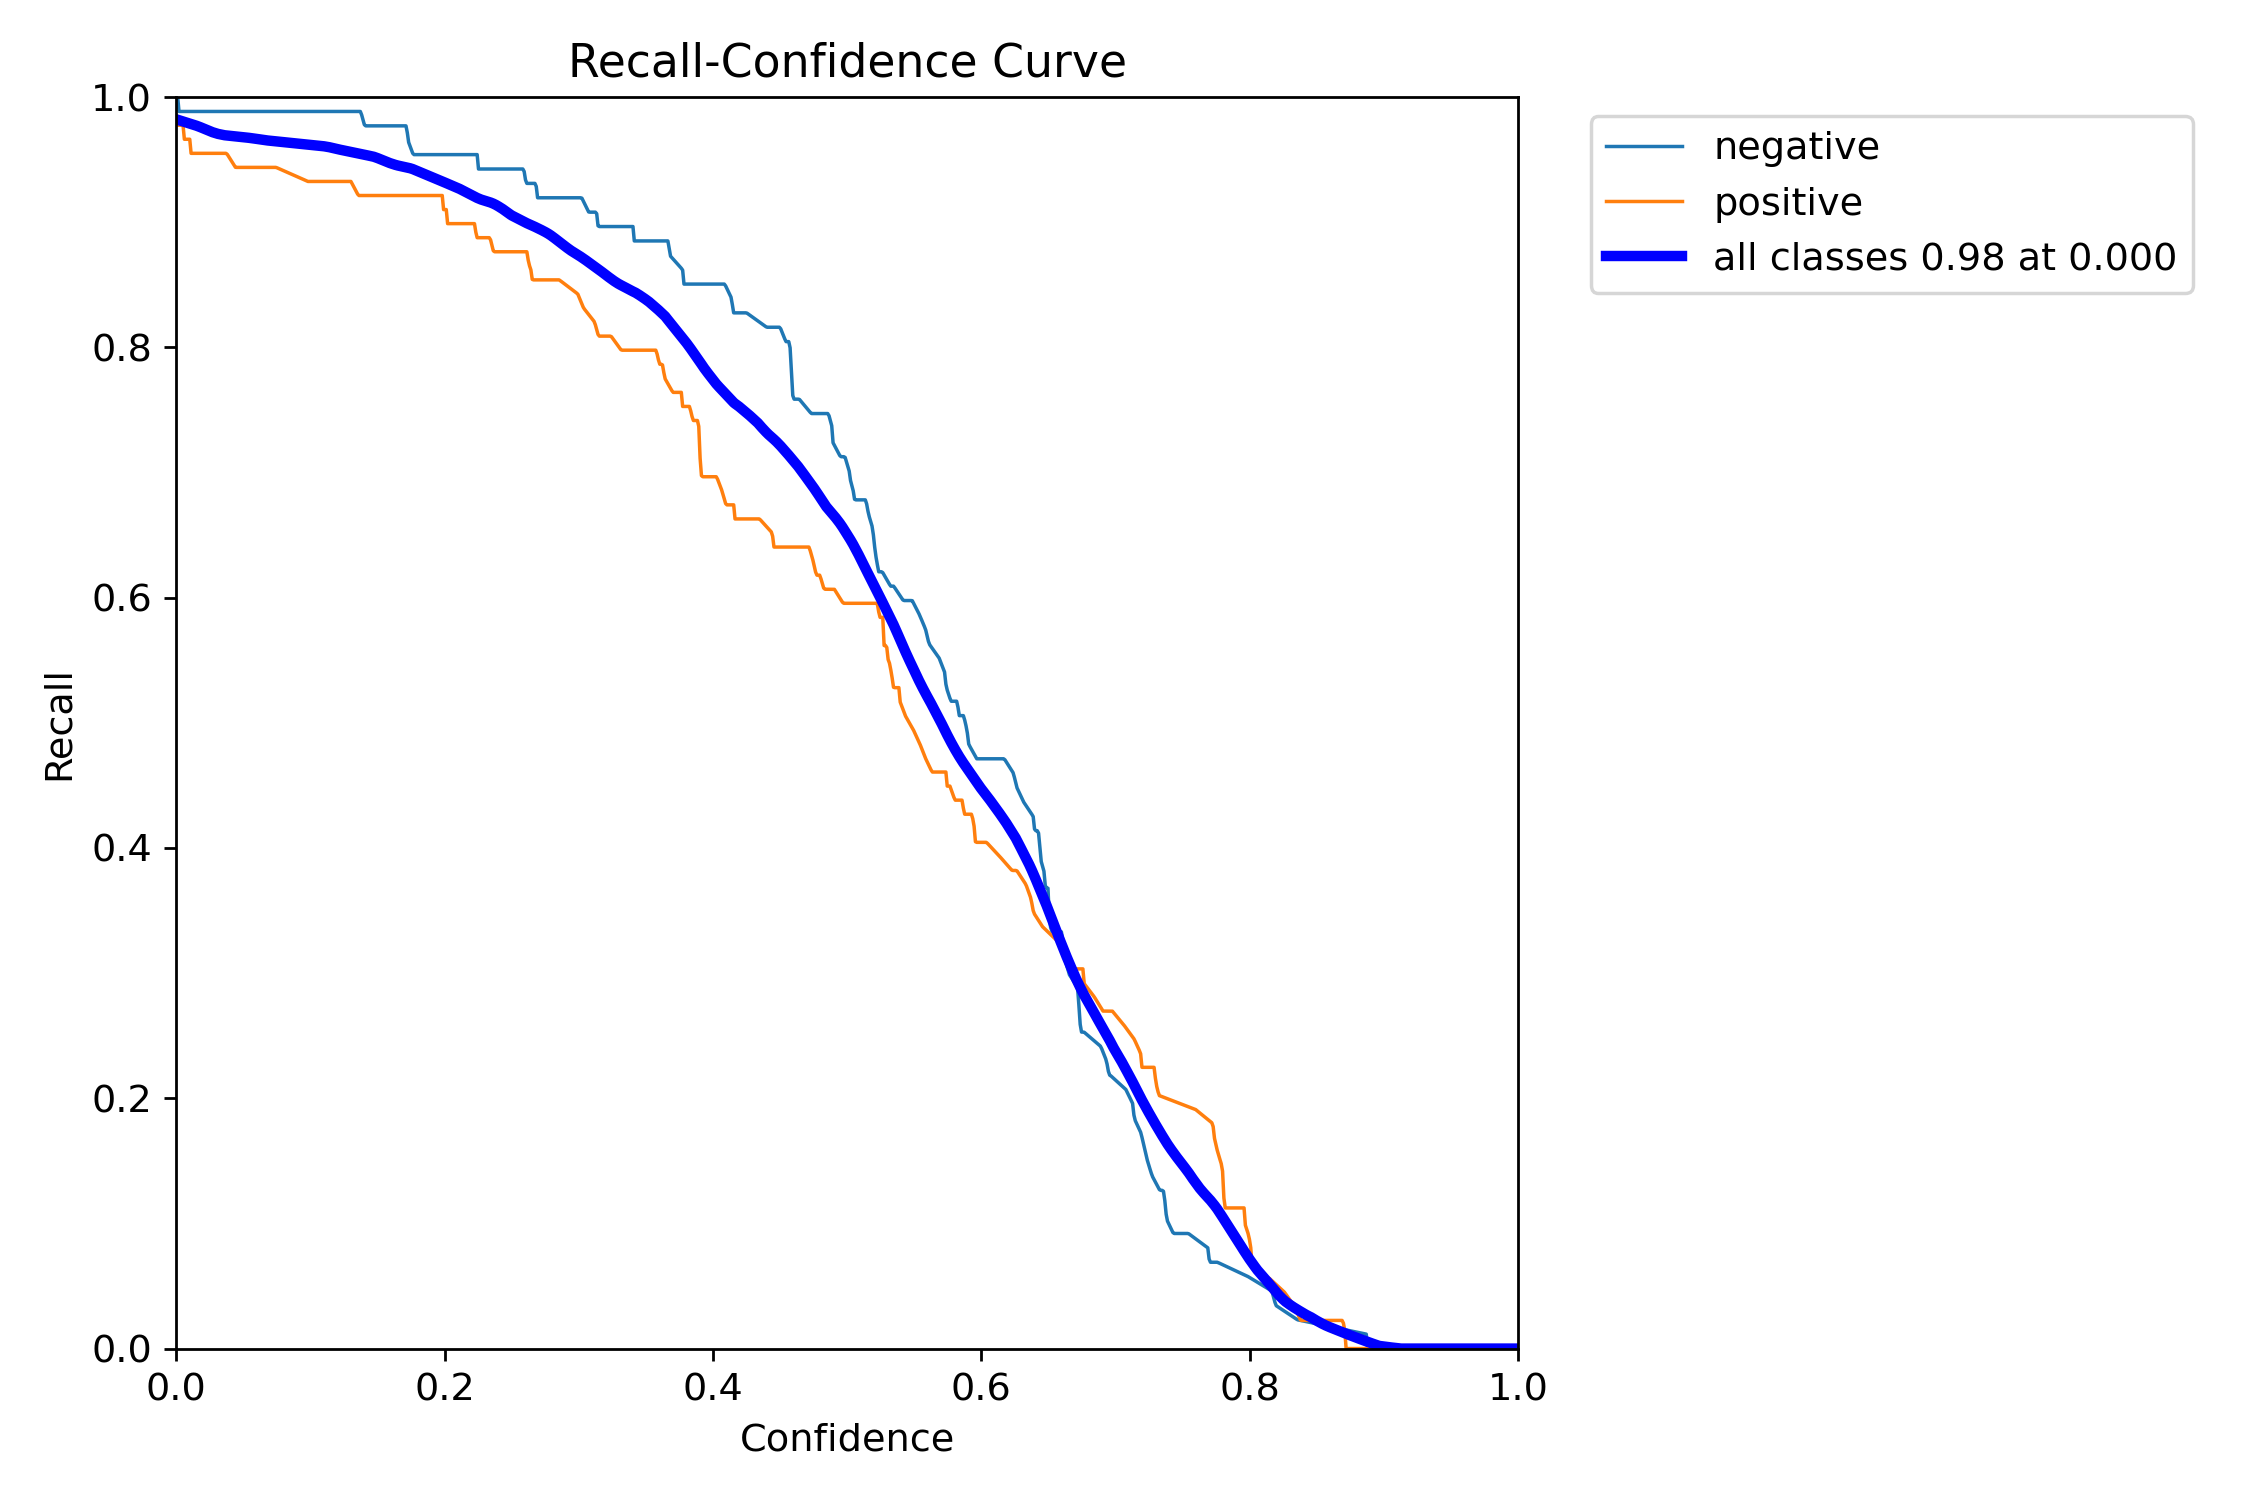 Recall-Confidence Curve
1.0
0.8
0.6
0.4
0.2
0.0
Recall
0.0 0.2 0.4 0.6 0.8 1.0
Confidence
negative
positive
all classes 0.98 at 0.000